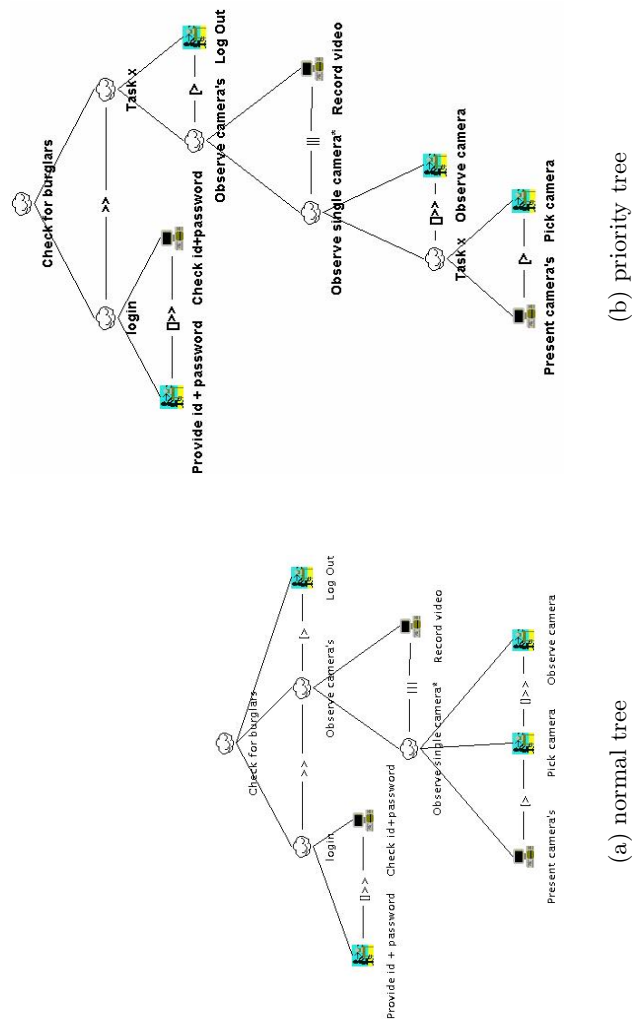 Check for burglars
>> [>
login Observe camera's Log Out
[]>> |||
Provide id + password Check id+password Observe single camera* Record video
[> []>>
Present camera's Pick camera Observe camera
(a) normal tree
Check for burglars
>>
login Task x
[]>> [>
Provide id + password Check id+password Observe camera's Log Out
|||
Observe single camera* Record video
[]>>
Task x Observe camera
[>
Present camera's Pick camera
(b) priority tree